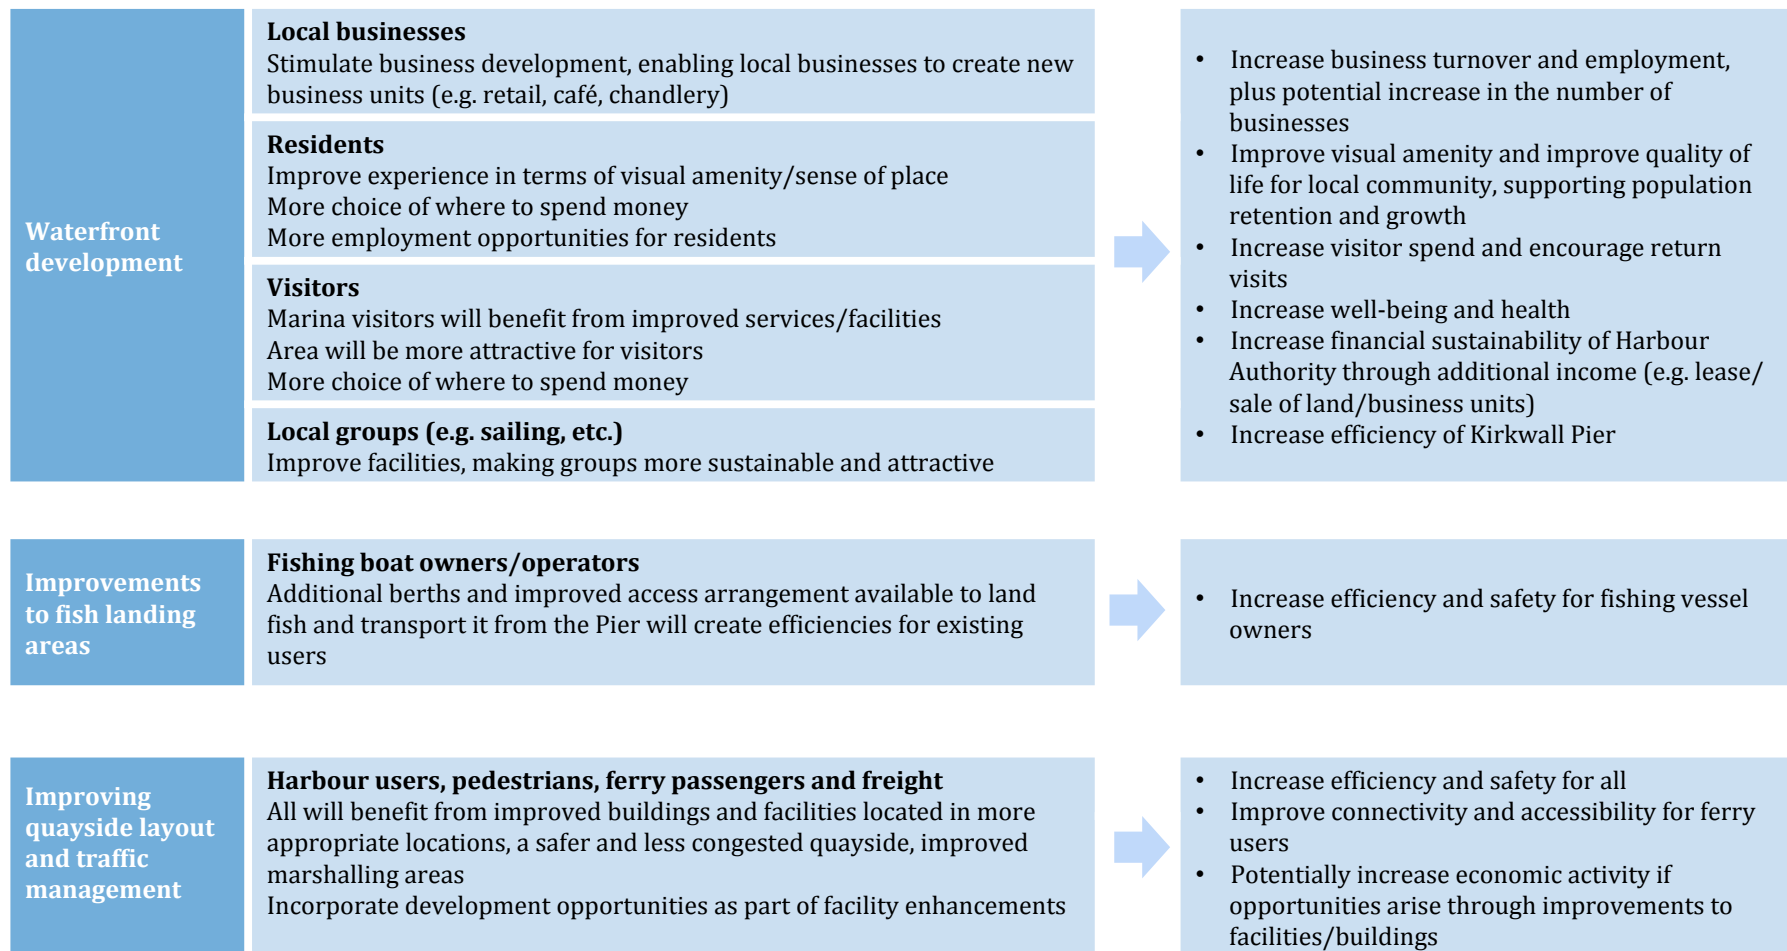 Waterfront
development
Local businesses
Stimulate business development, enabling local businesses to create new
business units (e.g. retail, café, chandlery)
Residents
Improve experience in terms of visual amenity/sense of place
More choice of where to spend money
More employment opportunities for residents
Visitors
Marina visitors will benefit from improved services/facilities
Area will be more attractive for visitors
More choice of where to spend money
Local groups (e.g. sailing, etc.)
Improve facilities, making groups more sustainable and attractive
• Increase business turnover and employment,
plus potential increase in the number of
businesses
• Improve visual amenity and improve quality of
life for local community, supporting population
retention and growth
• Increase visitor spend and encourage return
visits
• Increase well-being and health
• Increase financial sustainability of Harbour
Authority through additional income (e.g. lease/
sale of land/business units)
• Increase efficiency of Kirkwall Pier
Improvements
to fish landing
areas
Fishing boat owners/operators
Additional berths and improved access arrangement available to land
fish and transport it from the Pier will create efficiencies for existing
users
• Increase efficiency and safety for fishing vessel
owners
Improving
quayside layout
and traffic
management
Harbour users, pedestrians, ferry passengers and freight
All will benefit from improved buildings and facilities located in more
appropriate locations, a safer and less congested quayside, improved
marshalling areas
Incorporate development opportunities as part of facility enhancements
• Increase efficiency and safety for all
• Improve connectivity and accessibility for ferry
users
• Potentially increase economic activity if
opportunities arise through improvements to
facilities/buildings